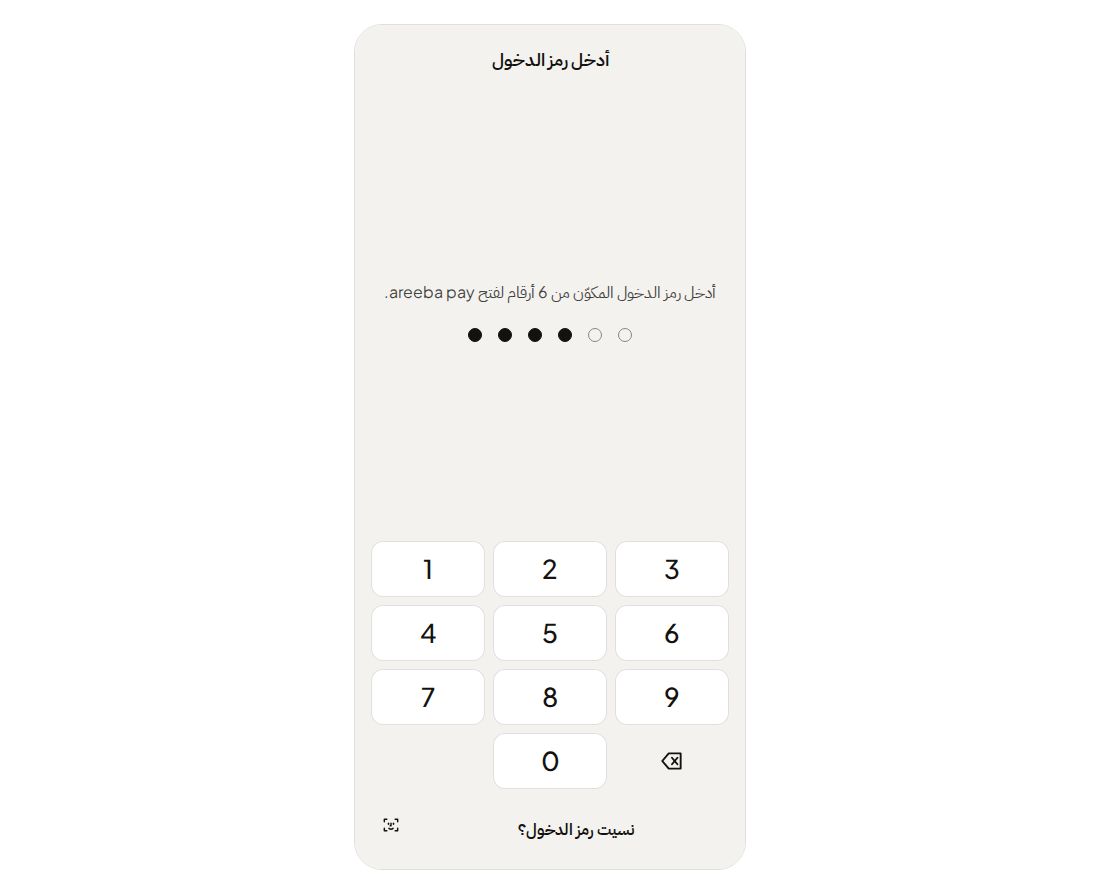 أدخل رمز الدخول
أدخل رمز الدخول المكوّن من 6 أرقام لفتح areeba pay.
1 2 3
4 5 6
7 8 9
0
نسيت رمز الدخول؟